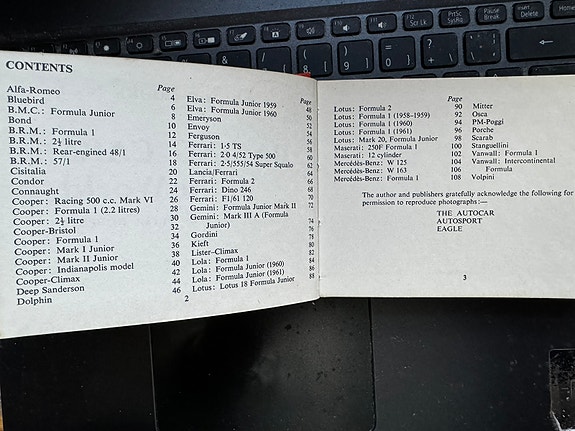 CONTENTS
Page
Alfa-Romeo 4
Bluebird 6
B.M.C.: Formula Junior 8
Bond 10
B.R.M.: Formula 1 12
B.R.M.: 2½ litre 14
B.R.M.: Rear-engined 48/1 16
B.R.M.: 57/1 18
Cisitalia 20
Condor 22
Connaught 24
Cooper: Racing 500 c.c. Mark VI 26
Cooper: Formula 1 (2.2 litres) 28
Cooper: 2½ litre 30
Cooper-Bristol 32
Cooper: Formula 1 34
Cooper: Mark I Junior 36
Cooper: Mark II Junior 38
Cooper: Indianapolis model 40
Cooper-Climax 42
Deep Sanderson 44
Dolphin 46
2
Page
Elva: Formula Junior 1959 48
Elva: Formula Junior 1960 50
Emeryson 52
Envoy 54
Ferguson 56
Ferrari: 1·5 TS 58
Ferrari: 2·0 4/52 Type 500 60
Ferrari: 2·5/555/54 Super Squalo 62
Lancia/Ferrari 64
Ferrari: Formula 2 66
Ferrari: Dino 246 68
Ferrari: F1/61 120 70
Gemini: Formula Junior Mark II 72
Gemini: Mark III A (Formula
Junior) 74
Gordini 76
Kieft 78
Lister-Climax 80
Lola: Formula 1 82
Lola: Formula Junior (1960) 84
Lola: Formula Junior (1961) 86
Lotus: Lotus 18 Formula Junior 88
Page
Lotus: Formula 2 90
Lotus: Formula 1 (1958-1959) 92
Lotus: Formula 1 (1960) 94
Lotus: Formula 1 (1961) 96
Lotus: Mark 20, Formula Junior 98
Maserati: 250F Formula 1 100
Maserati: 12 cylinder 102
Mercédès-Benz: W 125 104
Mercédès-Benz: W 163 106
Mercédès-Benz: Formula 1 108
Mitter
Osca
PM-Poggi
Porche
Scarab
Stanguellini
Vanwall: Formula 1
Vanwall: Intercontinental
Formula
Volpini
The author and publishers gratefully acknowledge the following for
permission to reproduce photographs:—
THE AUTOCAR
AUTOSPORT
EAGLE
3